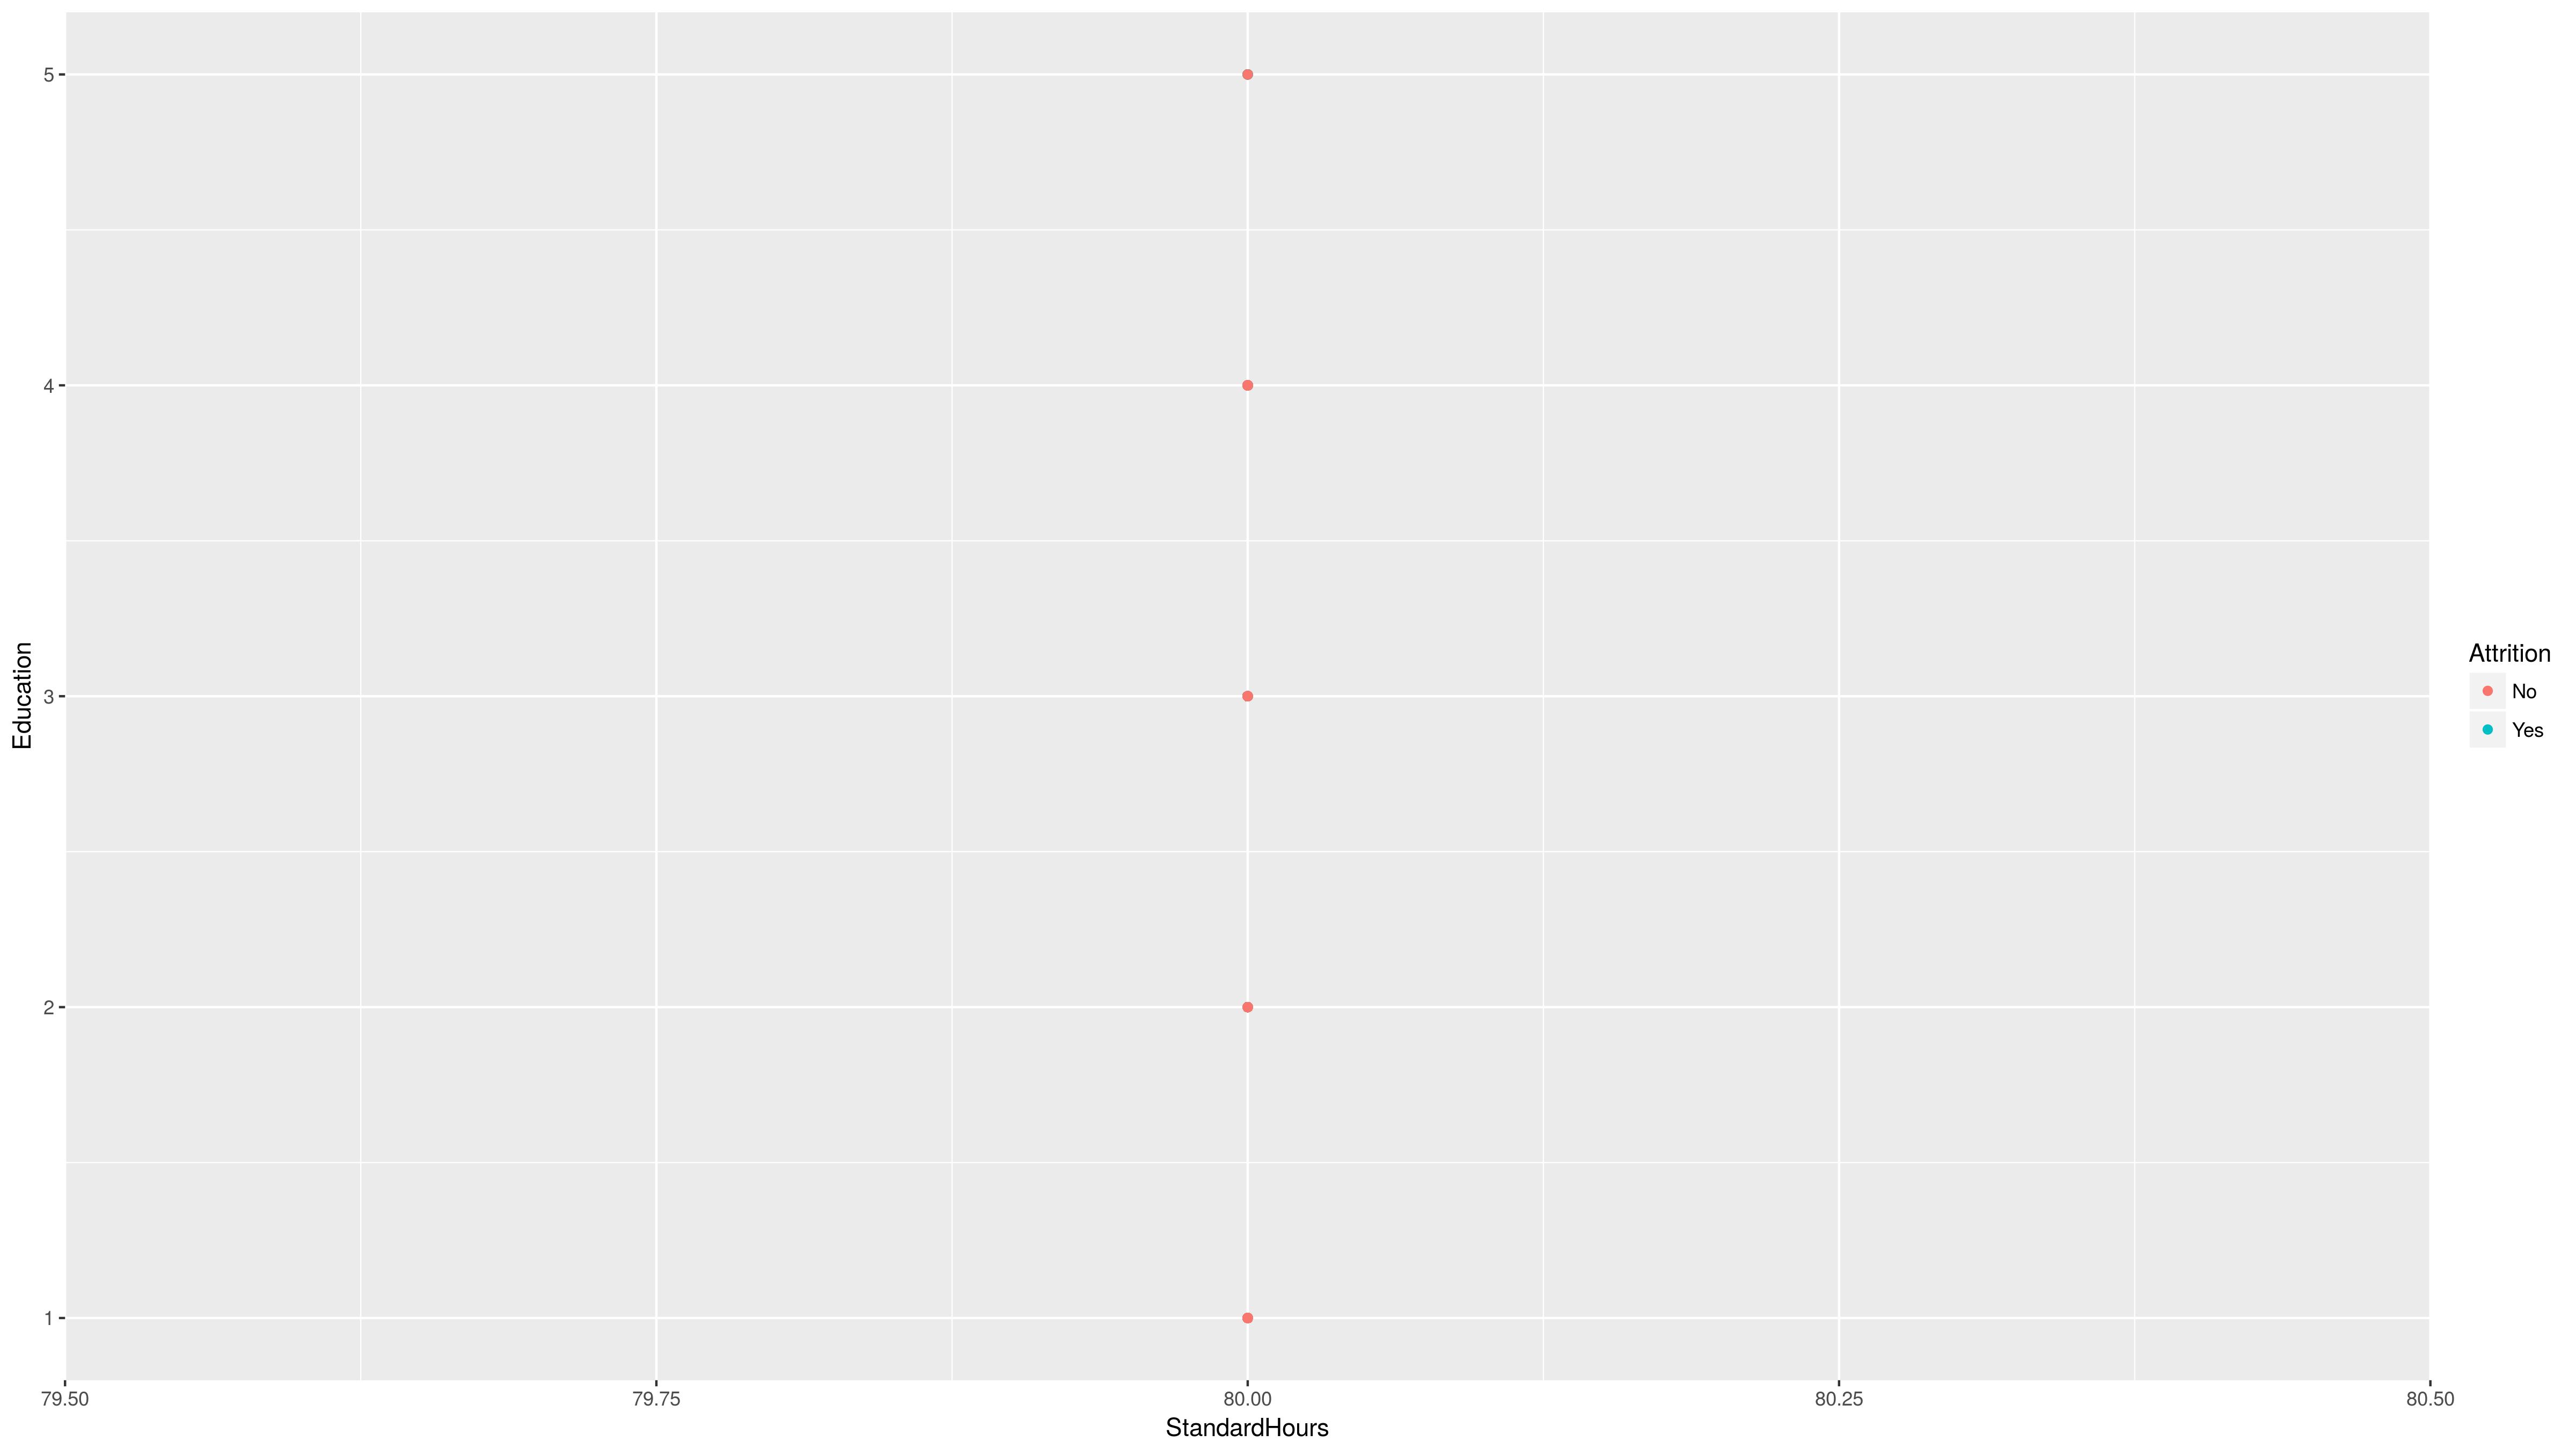 5
4
3
2
1
Education
79.50 79.75 80.00 80.25 80.50
StandardHours
Attrition
No
Yes